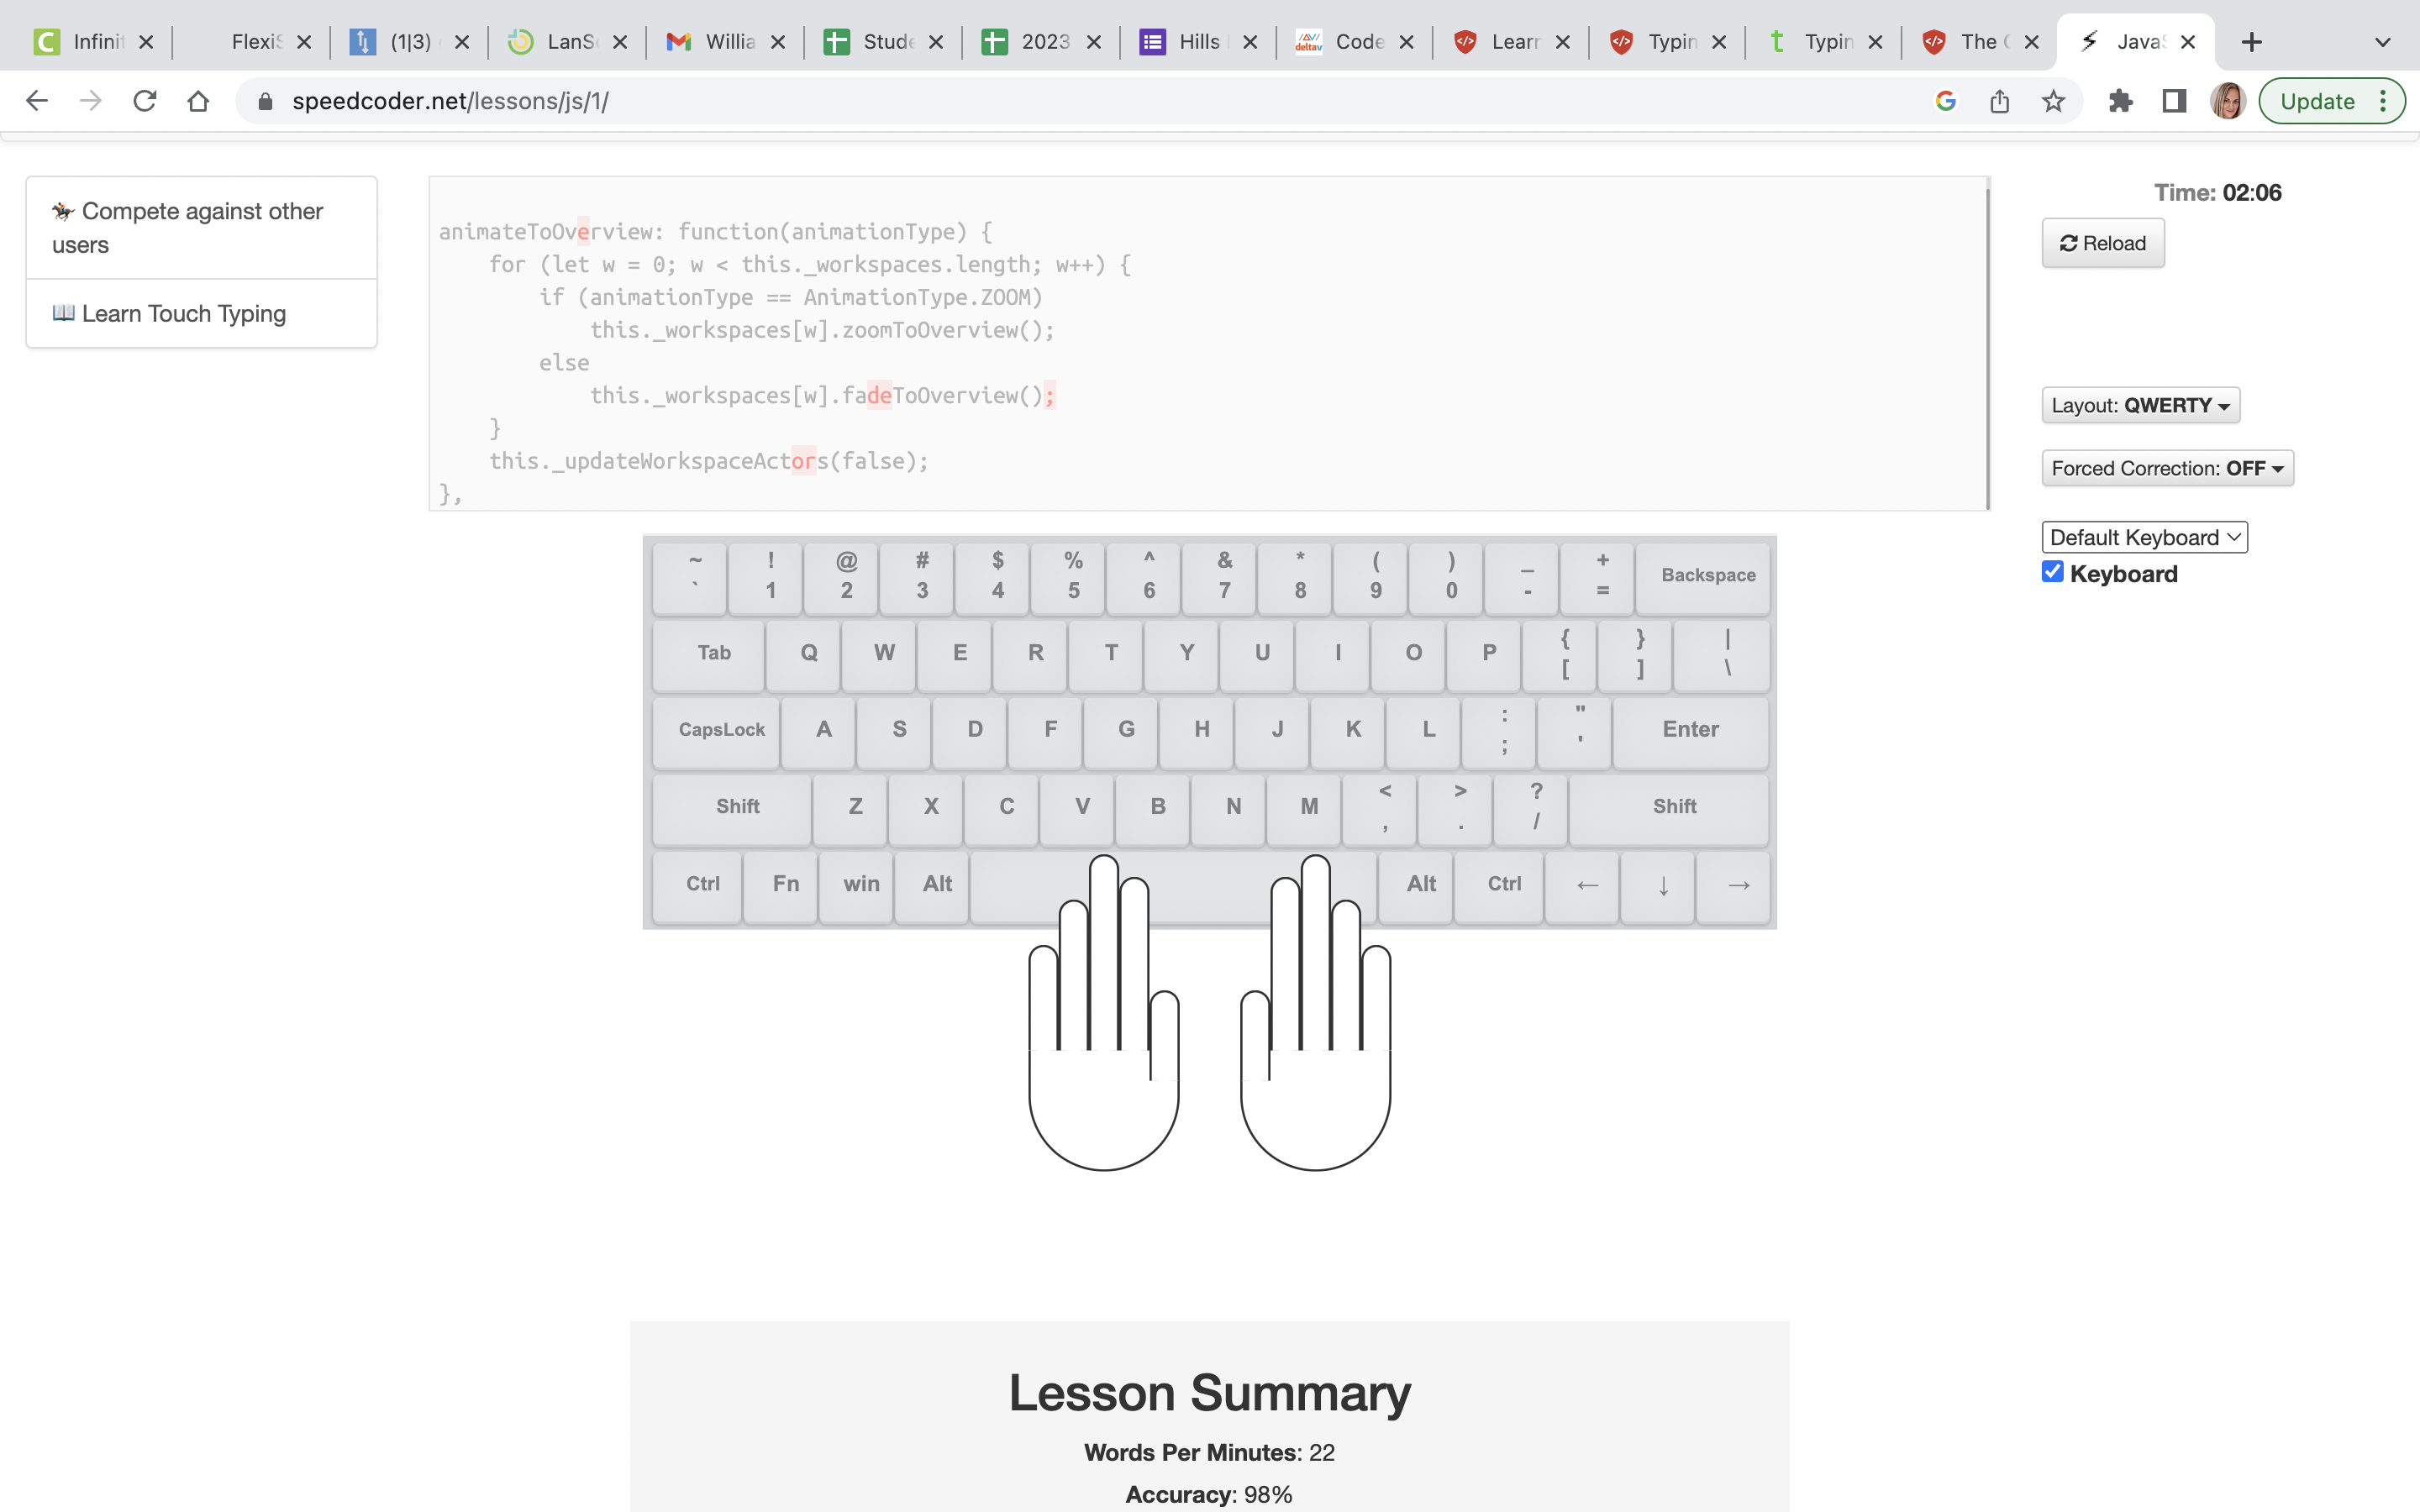 Infinit
FlexiS
(1|3)
LanSc
Willia
Stude
2023
Hills
Code
Learn
Typin
Typin
The
JavaS
speedcoder.net/lessons/js/1/
Update
Compete against other
users
Learn Touch Typing
animateToOverview: function(animationType) {
for (let w = 0; w < this._workspaces.length; w++) {
if (animationType == AnimationType.ZOOM)
this._workspaces[w].zoomToOverview();
else
this._workspaces[w].fadeToOverview();
}
this._updateWorkspaceActors(false);
},
Time: 02:06
Reload
Layout: QWERTY
Forced Correction: OFF
Default Keyboard
Keyboard
~ ! @ # $ % ^ & * ( ) _ +
` 1 2 3 4 5 6 7 8 9 0 - = Backspace
Tab Q W E R T Y U I O P { [ } ] | \
CapsLock A S D F G H J K L : ; " ' Enter
Shift Z X C V B N M < , > . ? / Shift
Ctrl Fn win Alt Alt Ctrl ← ↓ →
Lesson Summary
Words Per Minutes: 22
Accuracy: 98%